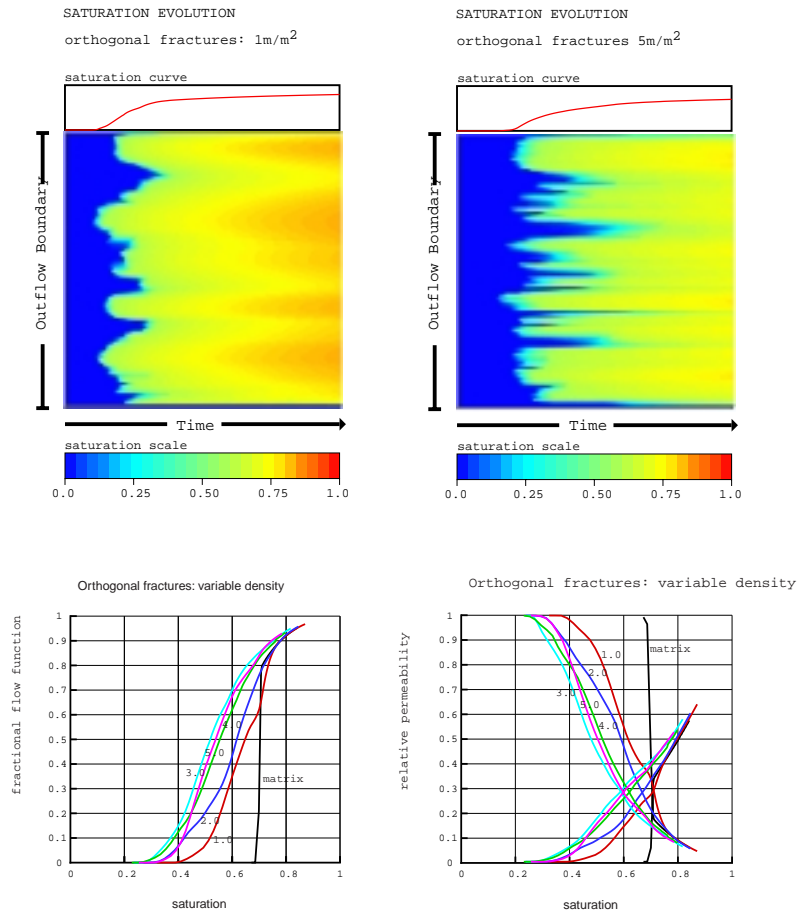 SATURATION EVOLUTION
orthogonal fractures: 1m/m²
saturation curve
Outflow Boundary
Time
saturation scale
0.0 0.25 0.50 0.75 1.0
SATURATION EVOLUTION
orthogonal fractures 5m/m²
saturation curve
Outflow Boundary
Time
saturation scale
0.0 0.25 0.50 0.75 1.0
Orthogonal fractures: variable density
fractional flow function
1
0.9
0.8
0.7
0.6
0.5
0.4
0.3
0.2
0.1
0
4.0
5.0
3.0
matrix
2.0
1.0
0 0.2 0.4 0.6 0.8 1
saturation
Orthogonal fractures: variable density
relative permeability
1
0.9
0.8
0.7
0.6
0.5
0.4
0.3
0.2
0.1
0
matrix
1.0
2.0
3.0
5.0
4.0
0 0.2 0.4 0.6 0.8 1
saturation